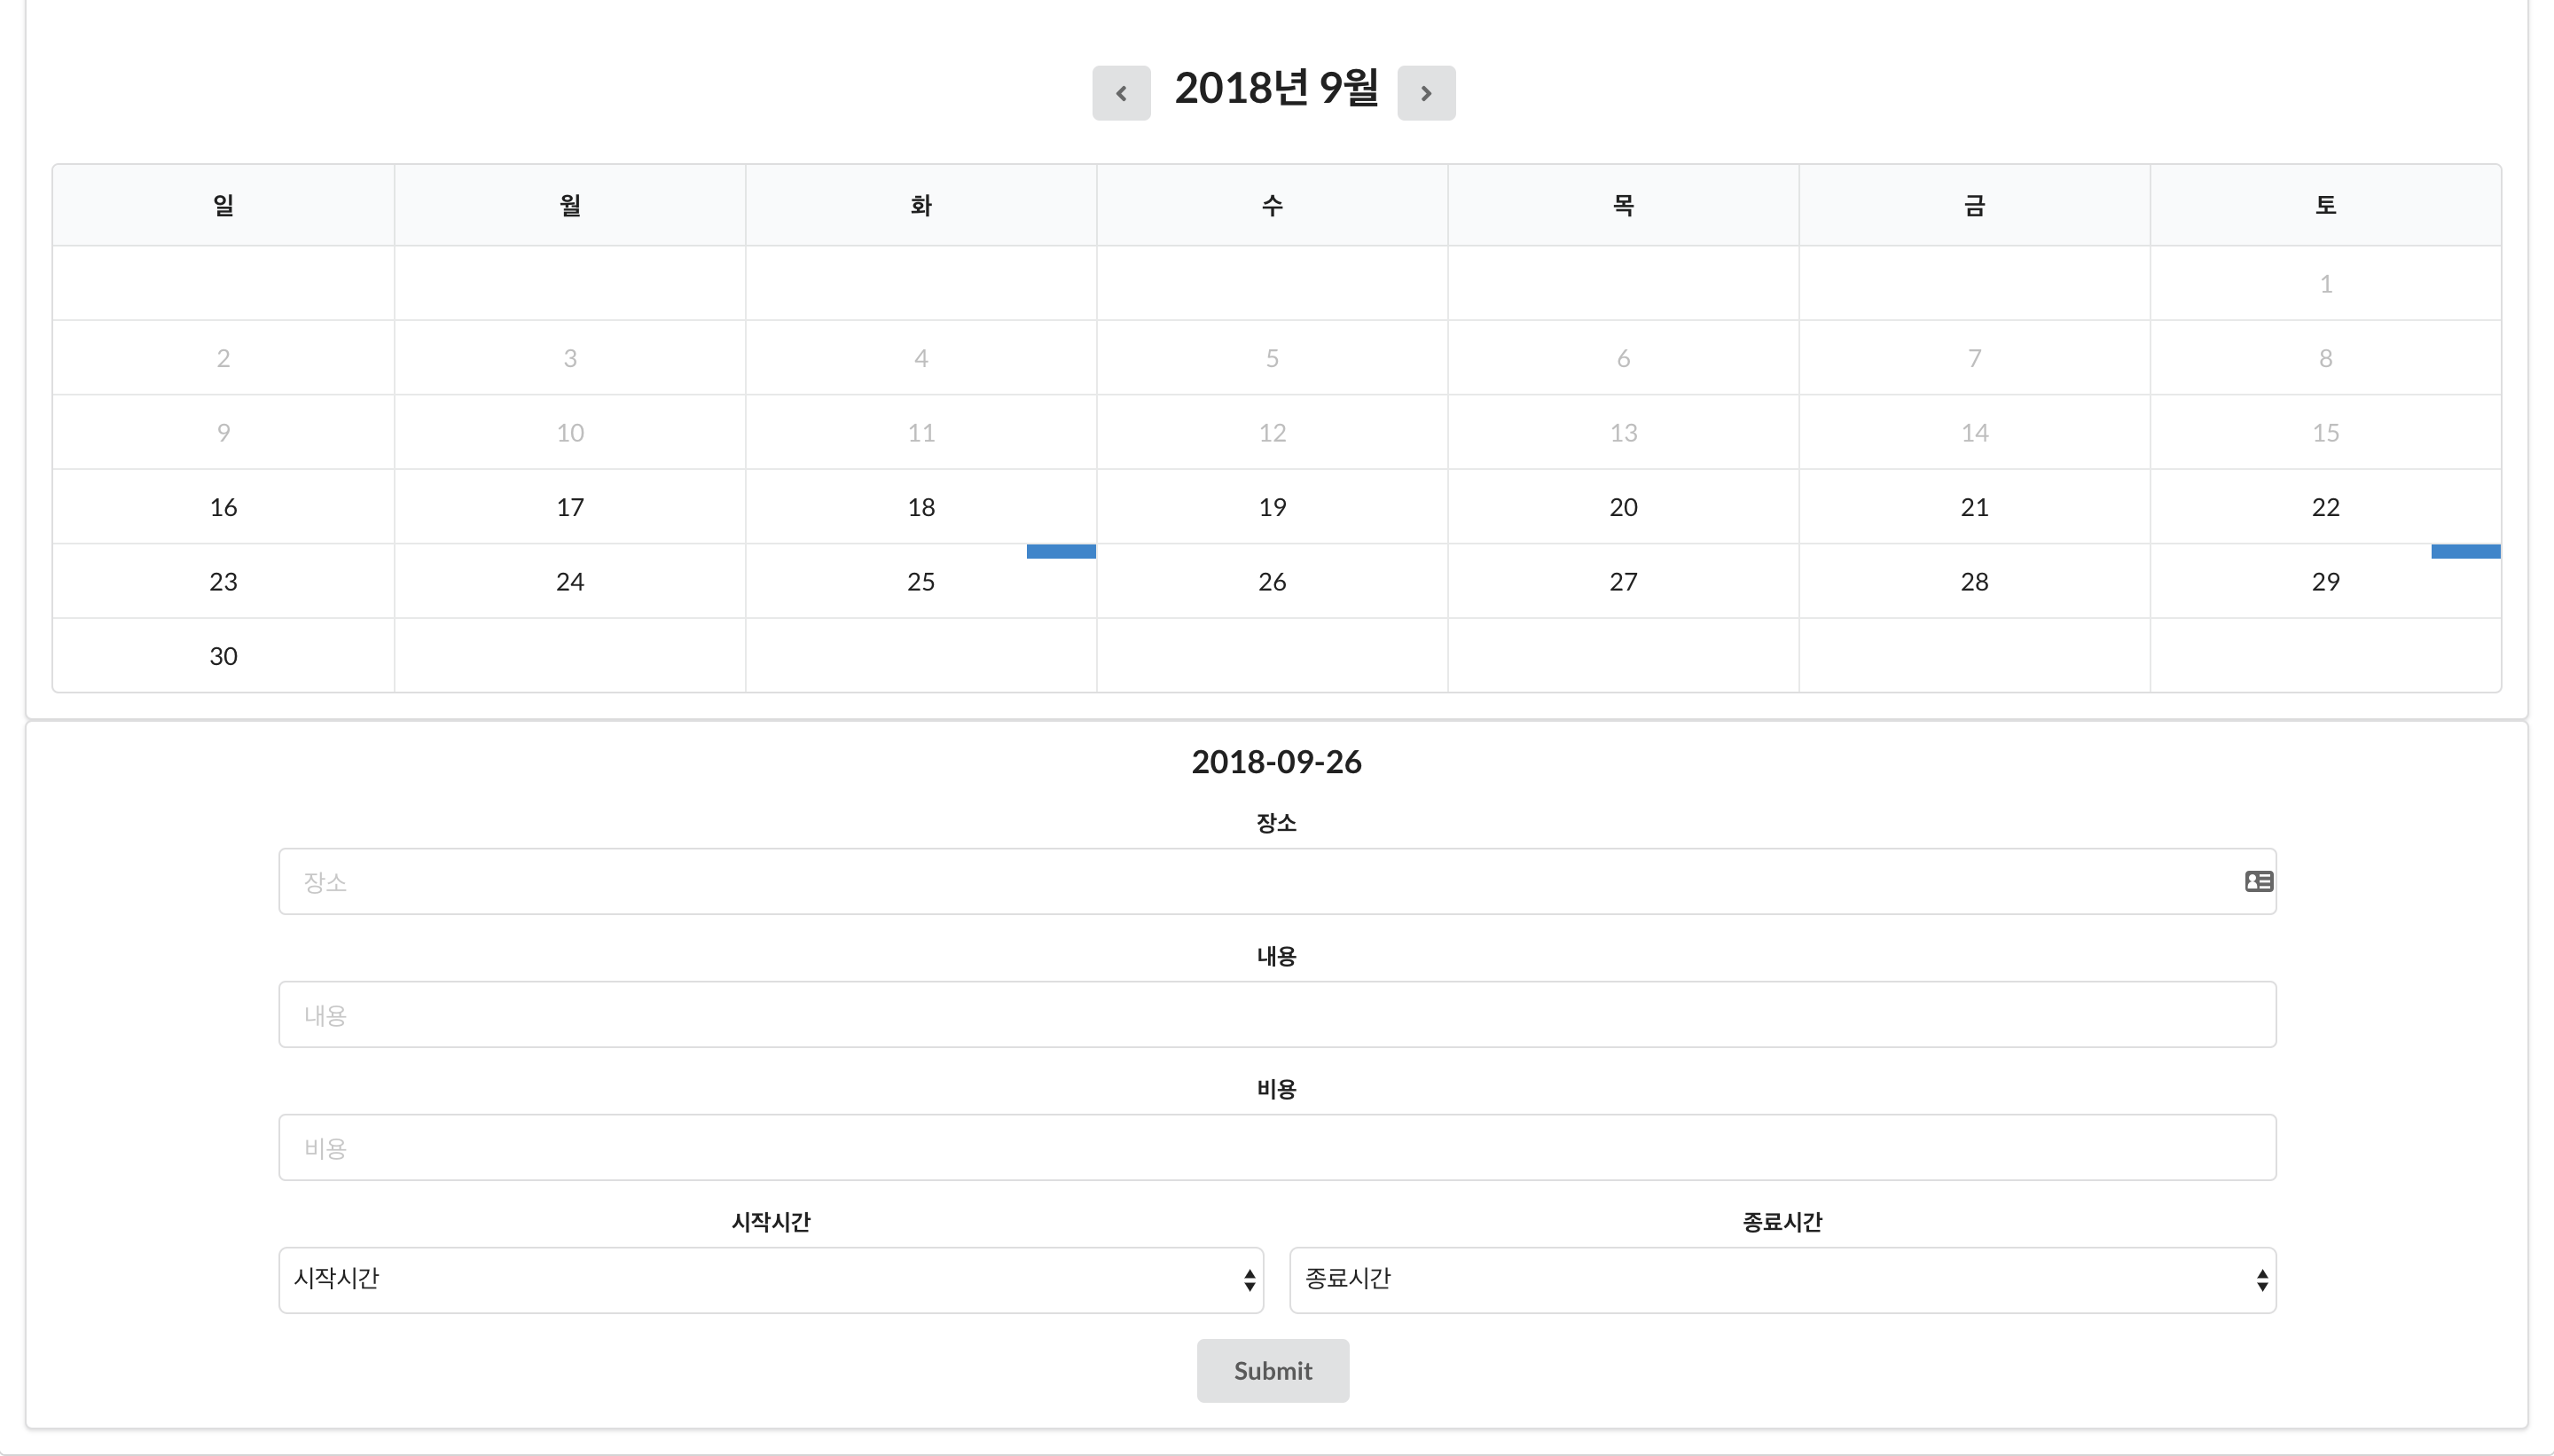 2018년 9월
일 월 화 수 목 금 토
1
2 3 4 5 6 7 8
9 10 11 12 13 14 15
16 17 18 19 20 21 22
23 24 25 26 27 28 29
30
2018-09-26
장소
장소
내용
내용
비용
비용
시작시간 종료시간
시작시간 종료시간
Submit